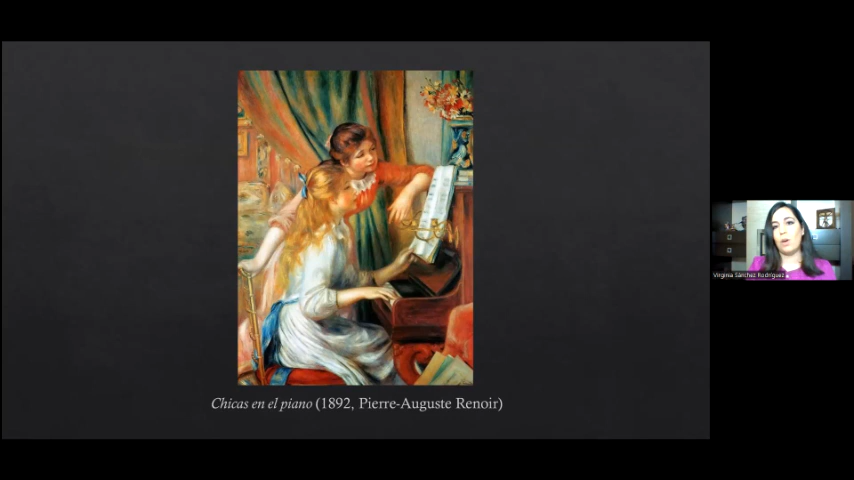 Chicas en el piano (1892, Pierre-Auguste Renoir)
Virginia Sánchez Rodríguez